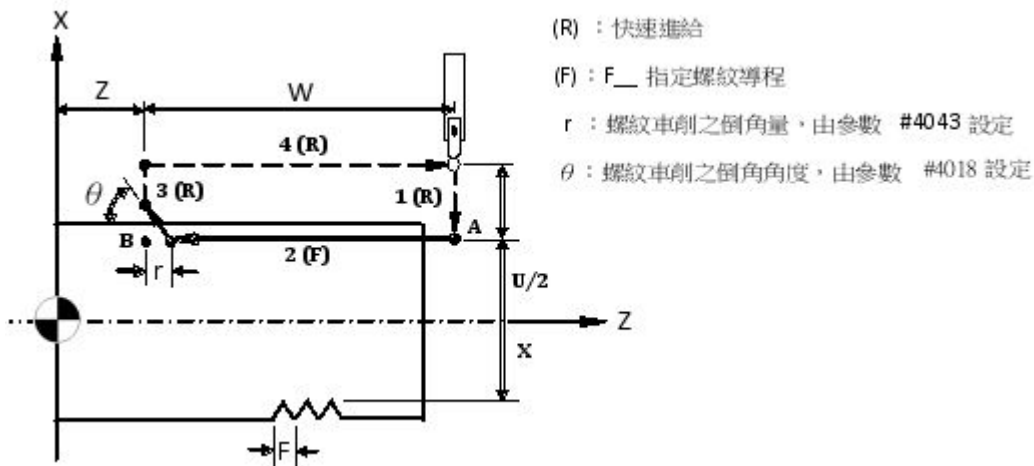 X
Z
W
4 (R)
θ
3 (R)
1 (R)
A
B
2 (F)
r
U/2
Z
X
F
(R) ：快速進給
(F)：F__ 指定螺紋導程
r ：螺紋車削之倒角量，由參數 #4043 設定
θ ：螺紋車削之倒角角度，由參數 #4018 設定